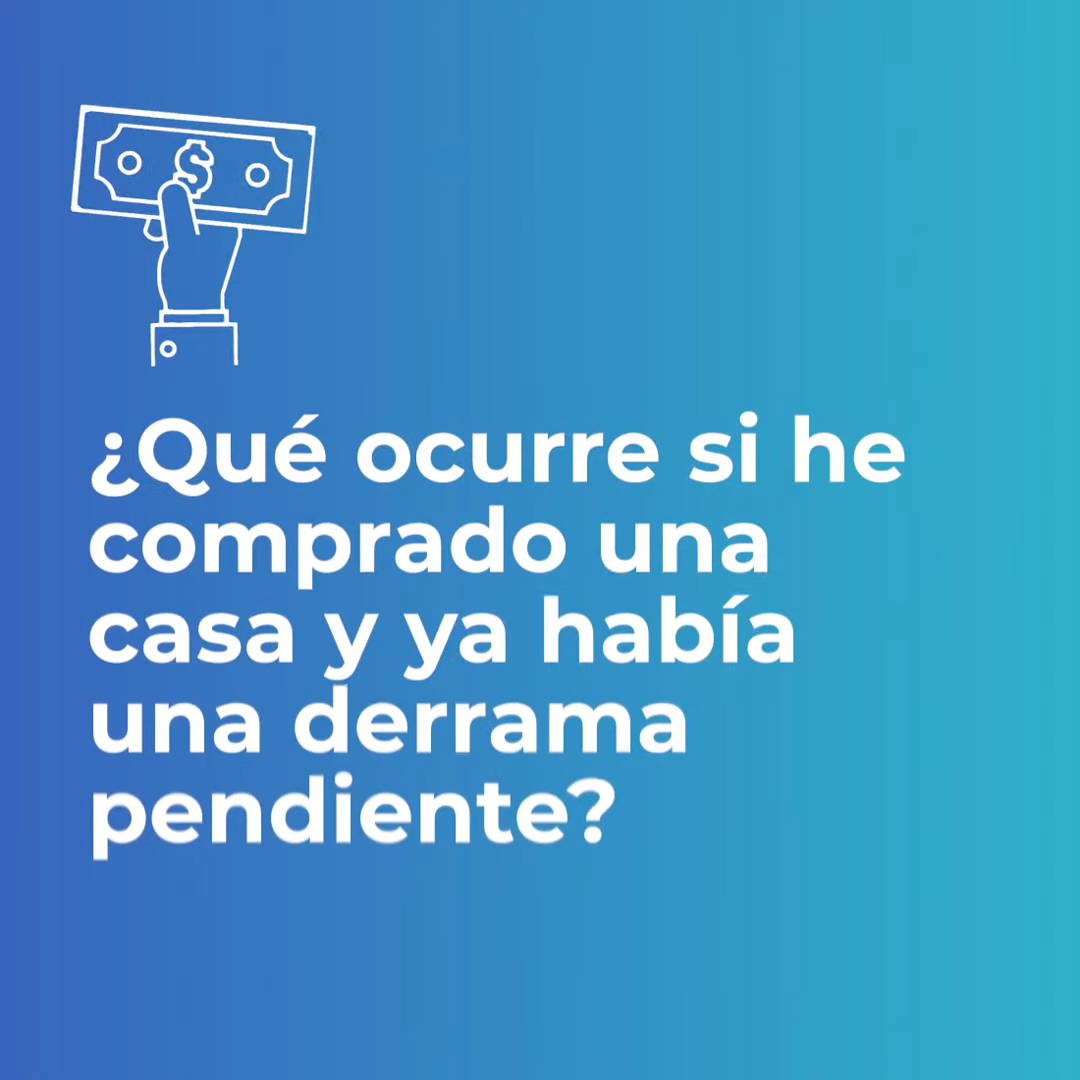 ¿Qué ocurre si he
comprado una
casa y ya había
una derrama
pendiente?